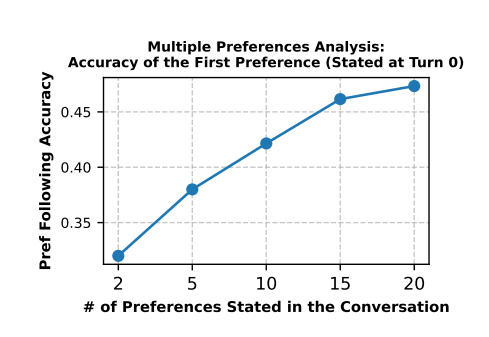 Multiple Preferences Analysis:
Accuracy of the First Preference (Stated at Turn 0)
Pref Following Accuracy
0.45
0.40
0.35
2 5 10 15 20
# of Preferences Stated in the Conversation